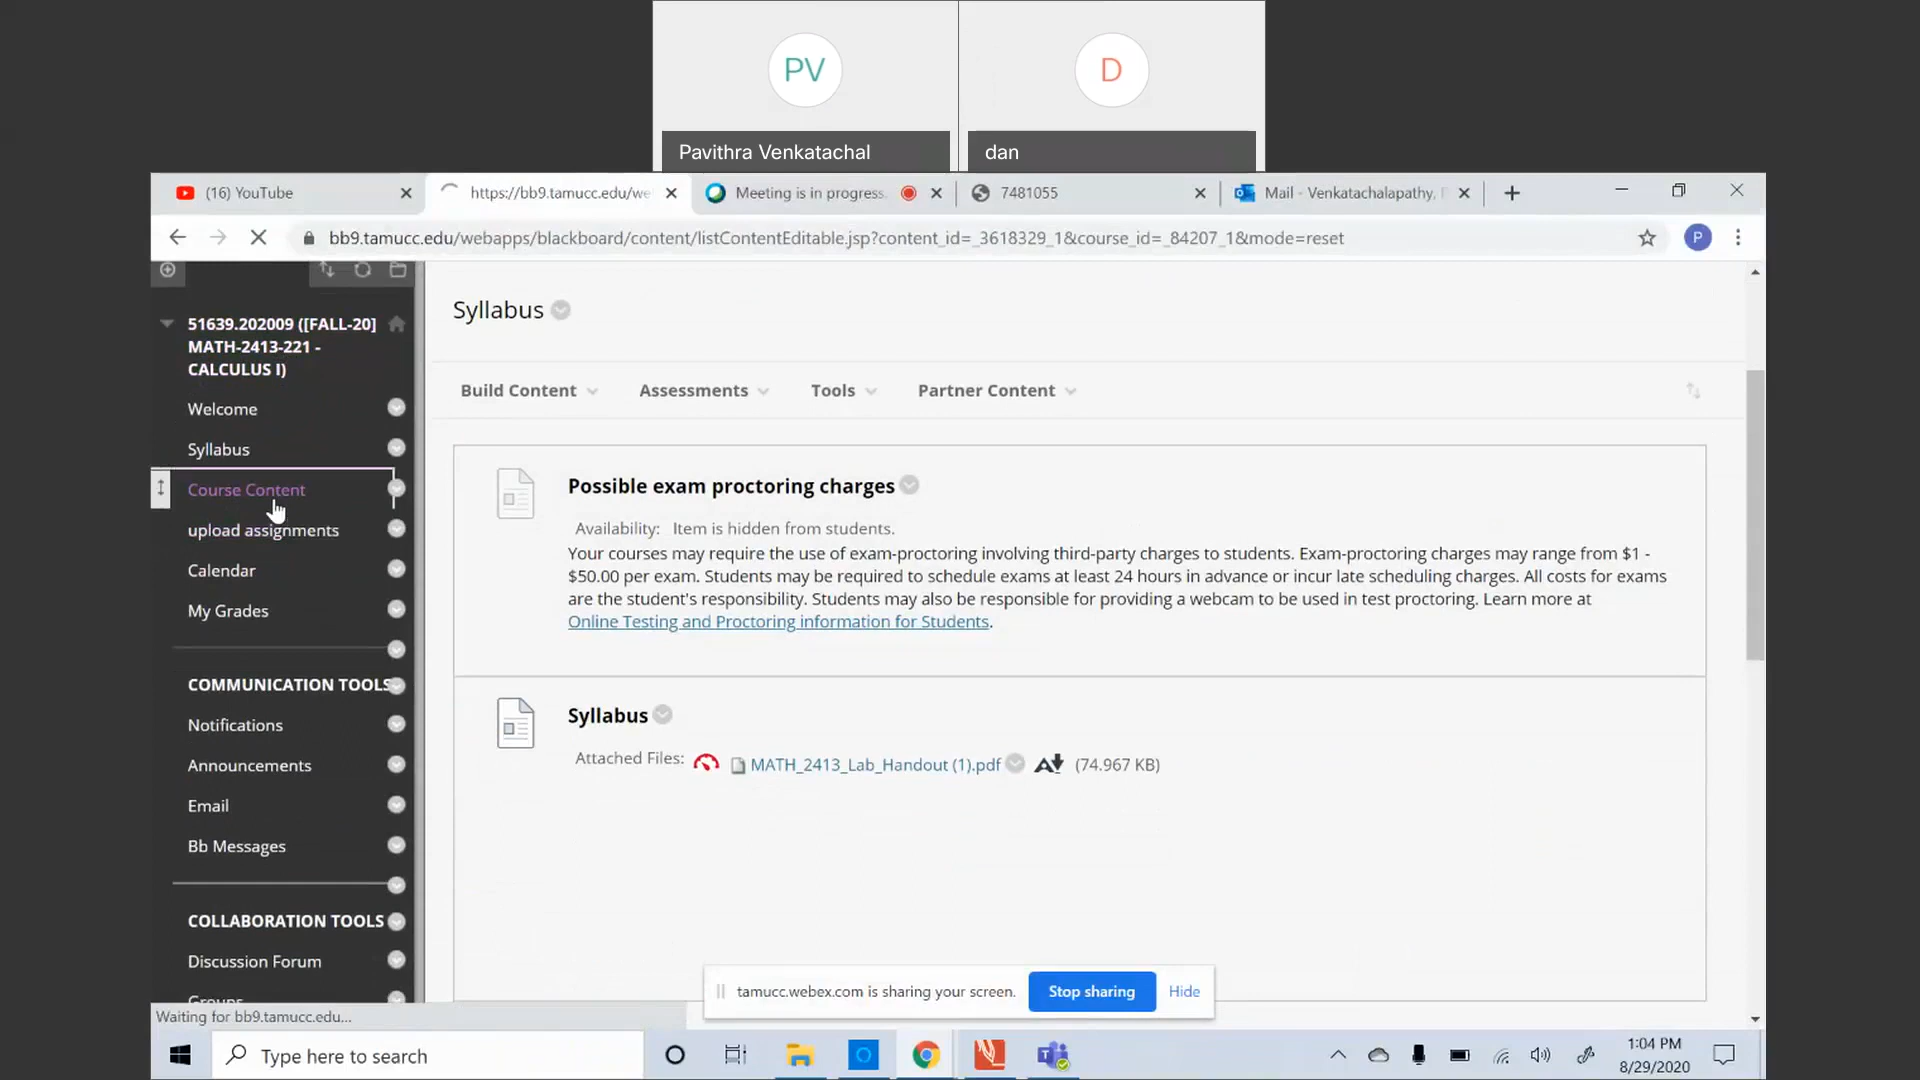 PV
D
Pavithra Venkatachal
dan
(16) YouTube
https://bb9.tamucc.edu/we
Meeting is in progress.
7481055
Mail - Venkatachalapathy,
bb9.tamucc.edu/webapps/blackboard/content/listContentEditable.jsp?content_id=_3618329_1&course_id=_84207_1&mode=reset
P
51639.202009 ([FALL-20]
MATH-2413-221 -
CALCULUS I)
Welcome
Syllabus
Course Content
upload assignments
Calendar
My Grades
COMMUNICATION TOOLS
Notifications
Announcements
Email
Bb Messages
COLLABORATION TOOLS
Discussion Forum
Groups
Waiting for bb9.tamucc.edu...
Syllabus
Build Content
Assessments
Tools
Partner Content
Possible exam proctoring charges
Availability: Item is hidden from students.
Your courses may require the use of exam-proctoring involving third-party charges to students. Exam-proctoring charges may range from $1 -
$50.00 per exam. Students may be required to schedule exams at least 24 hours in advance or incur late scheduling charges. All costs for exams
are the student's responsibility. Students may also be responsible for providing a webcam to be used in test proctoring. Learn more at
Online Testing and Proctoring information for Students.
Syllabus
Attached Files: MATH_2413_Lab_Handout (1).pdf (74.967 KB)
tamucc.webex.com is sharing your screen.
Stop sharing
Hide
Type here to search
1:04 PM
8/29/2020